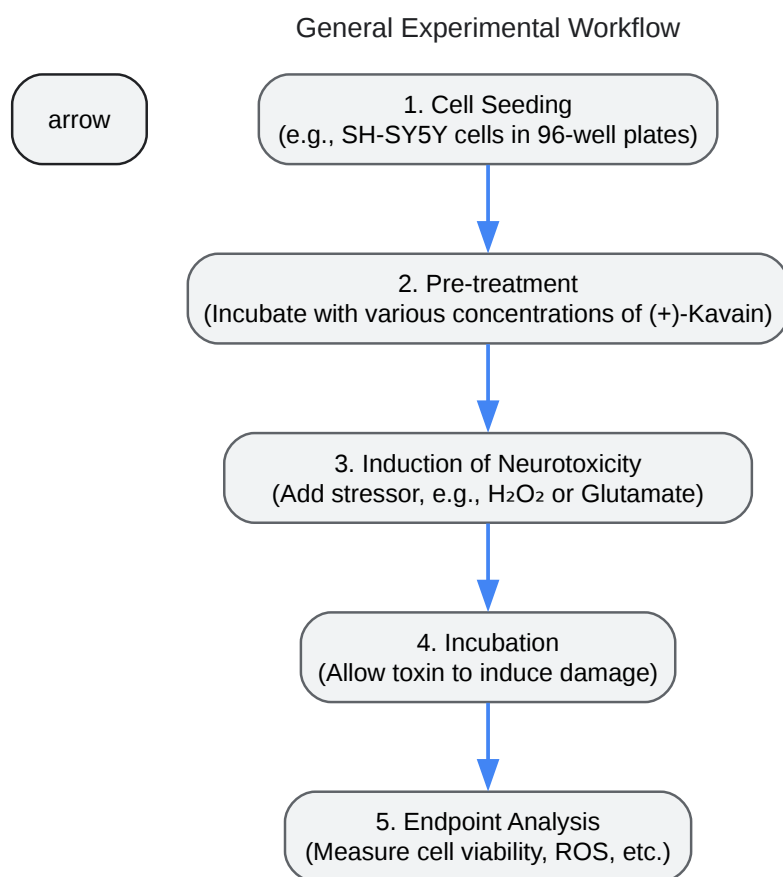 General Experimental Workflow
arrow
1. Cell Seeding
(e.g., SH-SY5Y cells in 96-well plates)
2. Pre-treatment
(Incubate with various concentrations of (+)-Kavain)
3. Induction of Neurotoxicity
(Add stressor, e.g., H₂O₂ or Glutamate)
4. Incubation
(Allow toxin to induce damage)
5. Endpoint Analysis
(Measure cell viability, ROS, etc.)